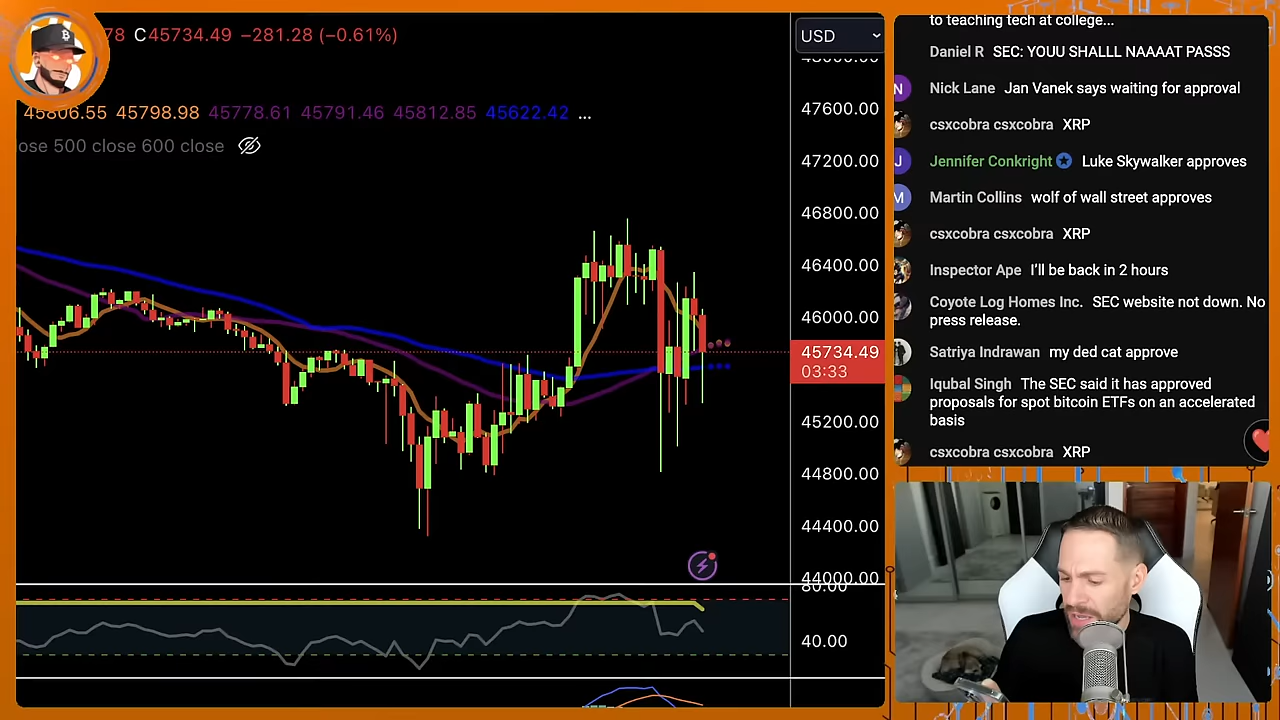 78 C45734.49 −281.28 (−0.61%)
45806.55 45798.98 45778.61 45791.46 45812.85 45622.42 ...
ose 500 close 600 close
USD
47600.00
47200.00
46800.00
46400.00
46000.00
45734.49
03:33
45200.00
44800.00
44400.00
44000.00
80.00
40.00
to teaching tech at college...
Daniel R SEC: YOUU SHALLL NAAAAT PASSS
N
Nick Lane Jan Vanek says waiting for approval
csxcobra csxcobra XRP
J
Jennifer Conkright Luke Skywalker approves
M
Martin Collins wolf of wall street approves
csxcobra csxcobra XRP
Inspector Ape I'll be back in 2 hours
Coyote Log Homes Inc. SEC website not down. No
press release.
Satriya Indrawan my ded cat approve
Iqubal Singh The SEC said it has approved
proposals for spot bitcoin ETFs on an accelerated
basis
csxcobra csxcobra XRP